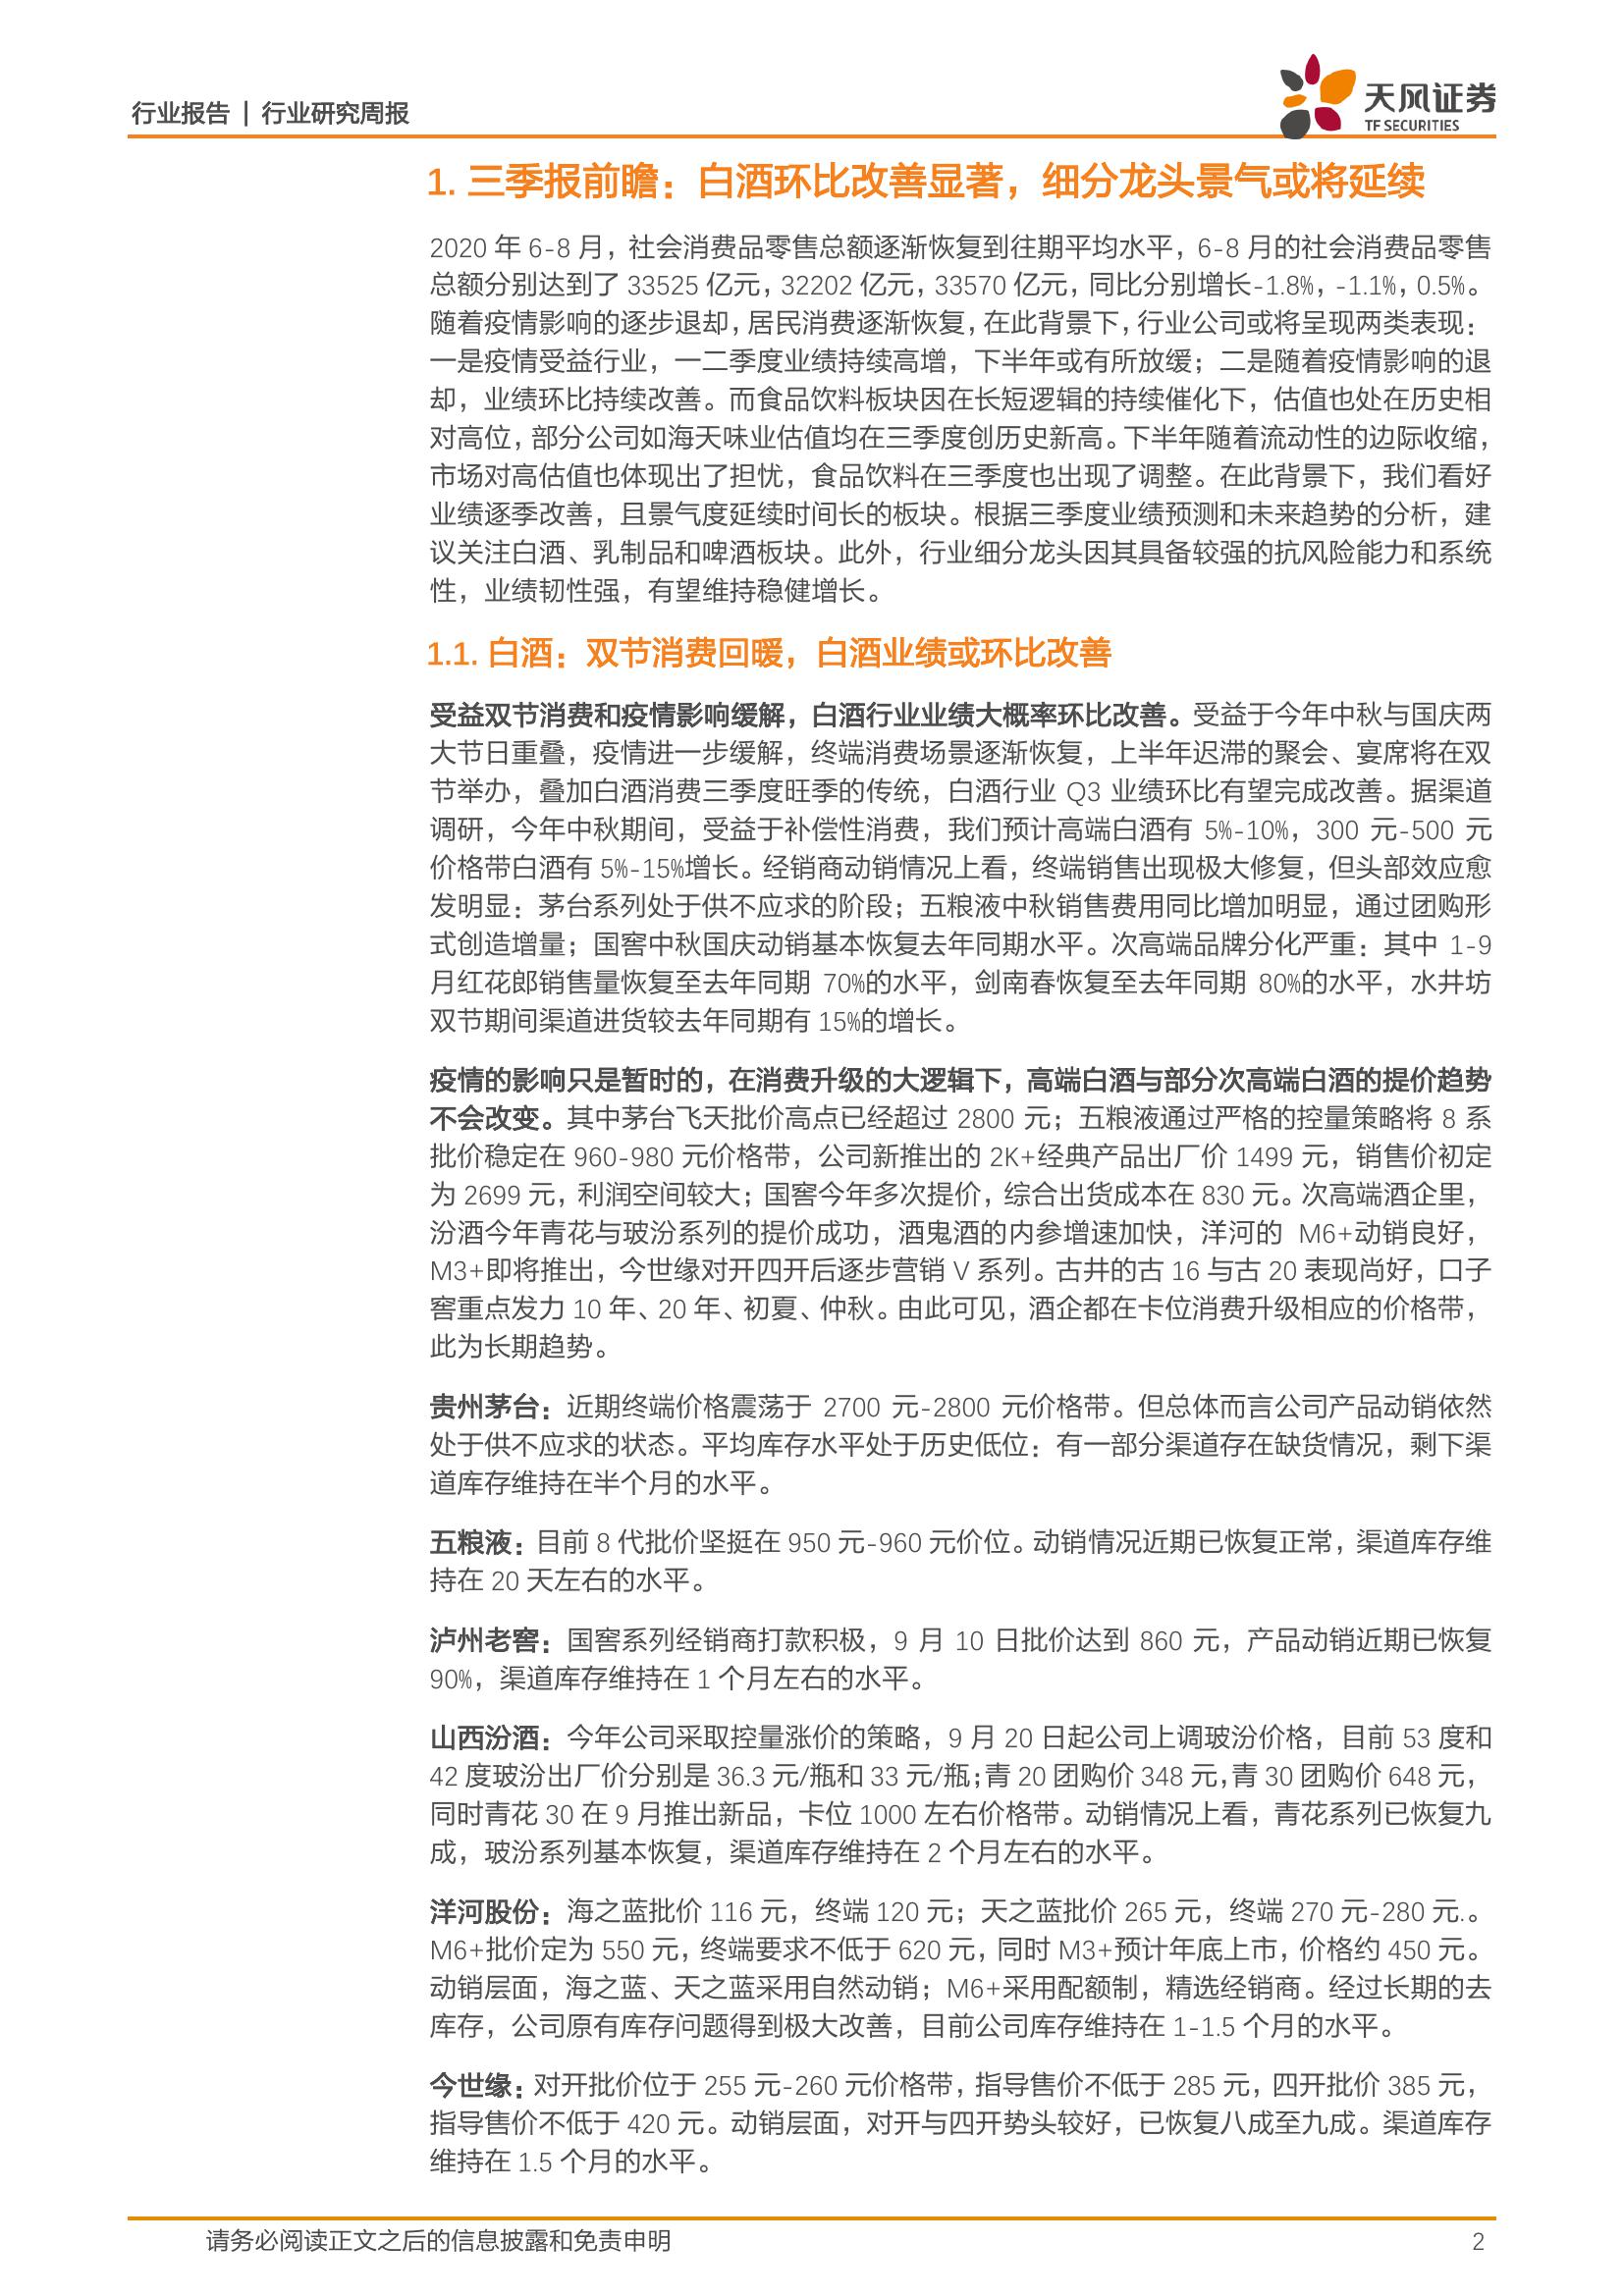 行业报告 | 行业研究周报
天风证券
TF SECURITIES
1. 三季报前瞻：白酒环比改善显著，细分龙头景气或将延续
2020 年 6-8 月，社会消费品零售总额逐渐恢复到往期平均水平，6-8 月的社会消费品零售
总额分别达到了 33525 亿元，32202 亿元，33570 亿元，同比分别增长-1.8%，-1.1%，0.5%。
随着疫情影响的逐步退却，居民消费逐渐恢复，在此背景下，行业公司或将呈现两类表现：
一是疫情受益行业，一二季度业绩持续高增，下半年或有所放缓；二是随着疫情影响的退
却，业绩环比持续改善。而食品饮料板块因在长短逻辑的持续催化下，估值也处在历史相
对高位，部分公司如海天味业估值均在三季度创历史新高。下半年随着流动性的边际收缩，
市场对高估值也体现出了担忧，食品饮料在三季度也出现了调整。在此背景下，我们看好
业绩逐季改善，且景气度延续时间长的板块。根据三季度业绩预测和未来趋势的分析，建
议关注白酒、乳制品和啤酒板块。此外，行业细分龙头因其具备较强的抗风险能力和系统
性，业绩韧性强，有望维持稳健增长。
1.1. 白酒：双节消费回暖，白酒业绩或环比改善
受益双节消费和疫情影响缓解，白酒行业业绩大概率环比改善。受益于今年中秋与国庆两
大节日重叠，疫情进一步缓解，终端消费场景逐渐恢复，上半年迟滞的聚会、宴席将在双
节举办，叠加白酒消费三季度旺季的传统，白酒行业 Q3 业绩环比有望完成改善。据渠道
调研，今年中秋期间，受益于补偿性消费，我们预计高端白酒有 5%-10%，300 元-500 元
价格带白酒有 5%-15%增长。经销商动销情况上看，终端销售出现极大修复，但头部效应愈
发明显：茅台系列处于供不应求的阶段；五粮液中秋销售费用同比增加明显，通过团购形
式创造增量；国窖中秋国庆动销基本恢复去年同期水平。次高端品牌分化严重：其中 1-9
月红花郎销售量恢复至去年同期 70%的水平，剑南春恢复至去年同期 80%的水平，水井坊
双节期间渠道进货较去年同期有 15%的增长。
疫情的影响只是暂时的，在消费升级的大逻辑下，高端白酒与部分次高端白酒的提价趋势
不会改变。其中茅台飞天批价高点已经超过 2800 元；五粮液通过严格的控量策略将 8 系
批价稳定在 960-980 元价格带，公司新推出的 2K+经典产品出厂价 1499 元，销售价初定
为 2699 元，利润空间较大；国窖今年多次提价，综合出货成本在 830 元。次高端酒企里，
汾酒今年青花与玻汾系列的提价成功，酒鬼酒的内参增速加快，洋河的 M6+动销良好，
M3+即将推出，今世缘对开四开后逐步营销 V 系列。古井的古 16 与古 20 表现尚好，口子
窖重点发力 10 年、20 年、初夏、仲秋。由此可见，酒企都在卡位消费升级相应的价格带，
此为长期趋势。
贵州茅台：近期终端价格震荡于 2700 元-2800 元价格带。但总体而言公司产品动销依然
处于供不应求的状态。平均库存水平处于历史低位：有一部分渠道存在缺货情况，剩下渠
道库存维持在半个月的水平。
五粮液：目前 8 代批价坚挺在 950 元-960 元价位。动销情况近期已恢复正常，渠道库存维
持在 20 天左右的水平。
泸州老窖：国窖系列经销商打款积极，9 月 10 日批价达到 860 元，产品动销近期已恢复
90%，渠道库存维持在 1 个月左右的水平。
山西汾酒：今年公司采取控量涨价的策略，9 月 20 日起公司上调玻汾价格，目前 53 度和
42 度玻汾出厂价分别是 36.3 元/瓶和 33 元/瓶；青 20 团购价 348 元，青 30 团购价 648 元，
同时青花 30 在 9 月推出新品，卡位 1000 左右价格带。动销情况上看，青花系列已恢复九
成，玻汾系列基本恢复，渠道库存维持在 2 个月左右的水平。
洋河股份：海之蓝批价 116 元，终端 120 元；天之蓝批价 265 元，终端 270 元-280 元.。
M6+批价定为 550 元，终端要求不低于 620 元，同时 M3+预计年底上市，价格约 450 元。
动销层面，海之蓝、天之蓝采用自然动销；M6+采用配额制，精选经销商。经过长期的去
库存，公司原有库存问题得到极大改善，目前公司库存维持在 1-1.5 个月的水平。
今世缘：对开批价位于 255 元-260 元价格带，指导售价不低于 285 元，四开批价 385 元，
指导售价不低于 420 元。动销层面，对开与四开势头较好，已恢复八成至九成。渠道库存
维持在 1.5 个月的水平。
请务必阅读正文之后的信息披露和免责申明
2